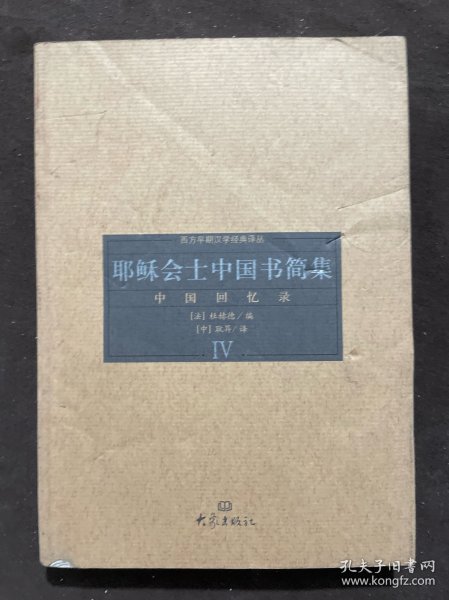 西方早期汉学经典译丛
耶稣会士中国书简集
中国回忆录
[法] 杜赫德/编
[中] 耿昇/译
IV
大象出版社
孔夫子旧书网
www.kongfz.com